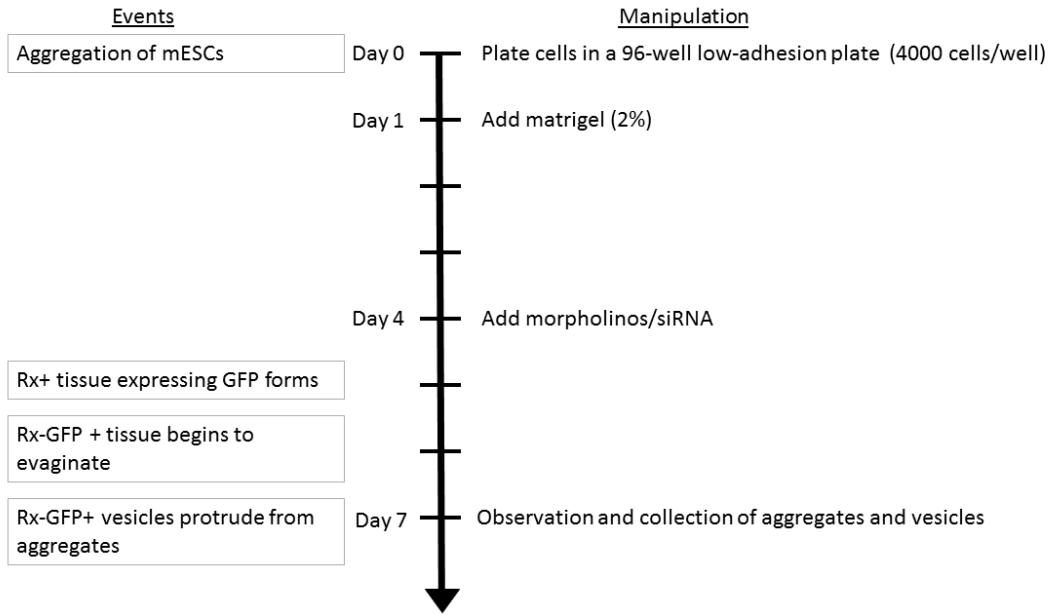 Events
Manipulation
Aggregation of mESCs
Day 0
Plate cells in a 96-well low-adhesion plate (4000 cells/well)
Day 1
Add matrigel (2%)
Day 4
Add morpholinos/siRNA
Rx+ tissue expressing GFP forms
Rx-GFP + tissue begins to
evaginate
Rx-GFP+ vesicles protrude from
aggregates
Day 7
Observation and collection of aggregates and vesicles